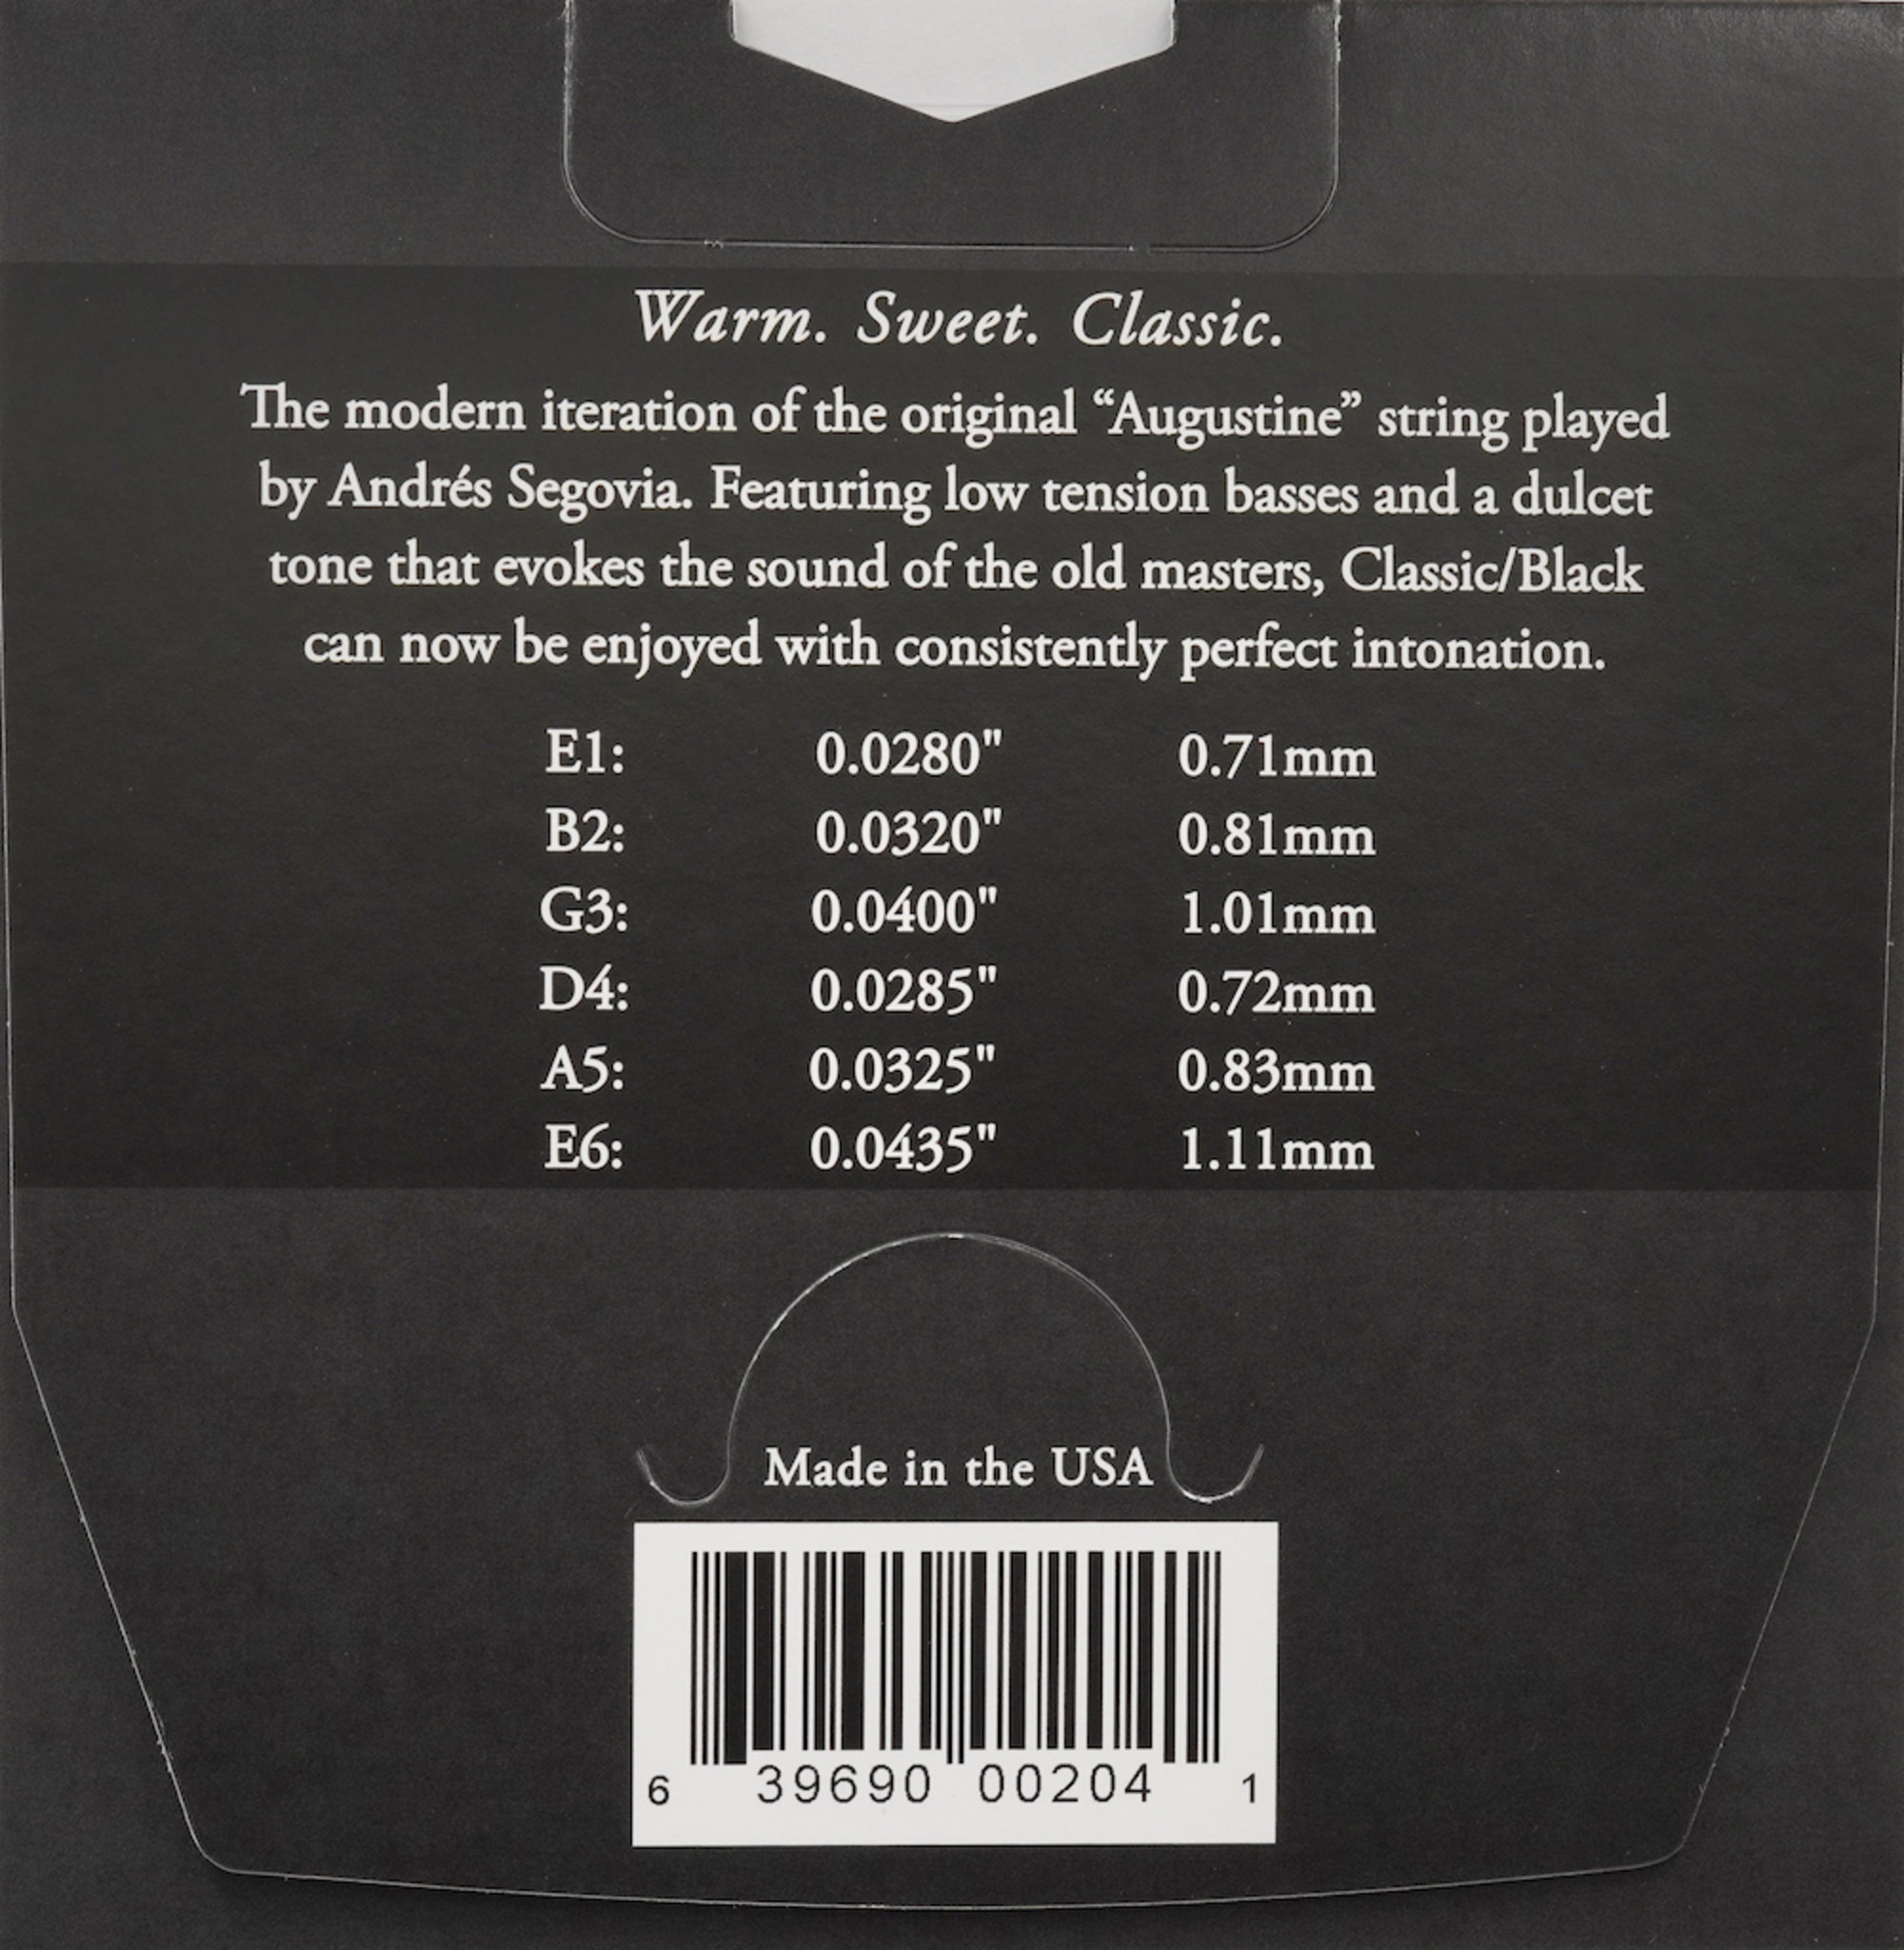 Warm. Sweet. Classic.
The modern iteration of the original “Augustine” string played
by Andrés Segovia. Featuring low tension basses and a dulcet
tone that evokes the sound of the old masters, Classic/Black
can now be enjoyed with consistently perfect intonation.
E1: 0.0280" 0.71mm
B2: 0.0320" 0.81mm
G3: 0.0400" 1.01mm
D4: 0.0285" 0.72mm
A5: 0.0325" 0.83mm
E6: 0.0435" 1.11mm
Made in the USA
6 39690 00204 1